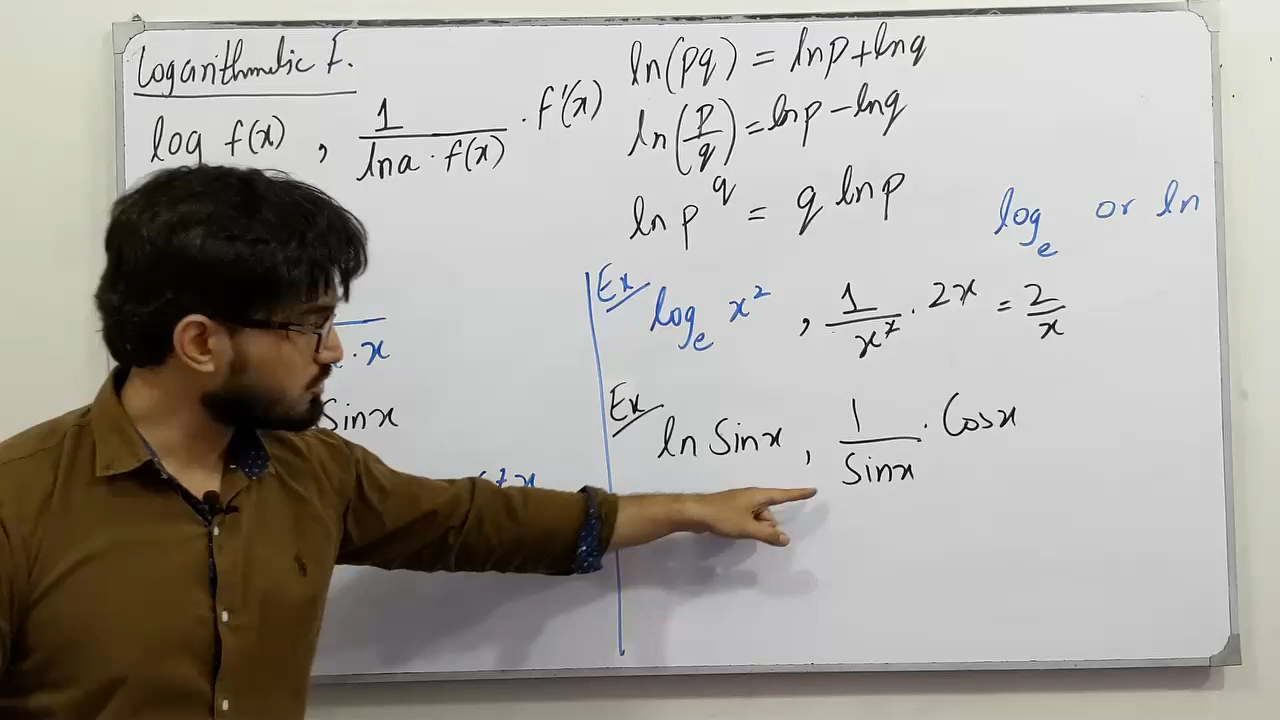 Logarithmatic F.
log f(x) , 1/(lna · f(x)) · f'(x)
· x
Sinx
ln(pq) = lnp+lnq
ln(p/q) = lnp - lnq
ln p^q = q lnp
log_e or ln
Ex log_e x² , 1/x² · 2x = 2/x
Ex ln Sinx , 1/Sinx · Cosx